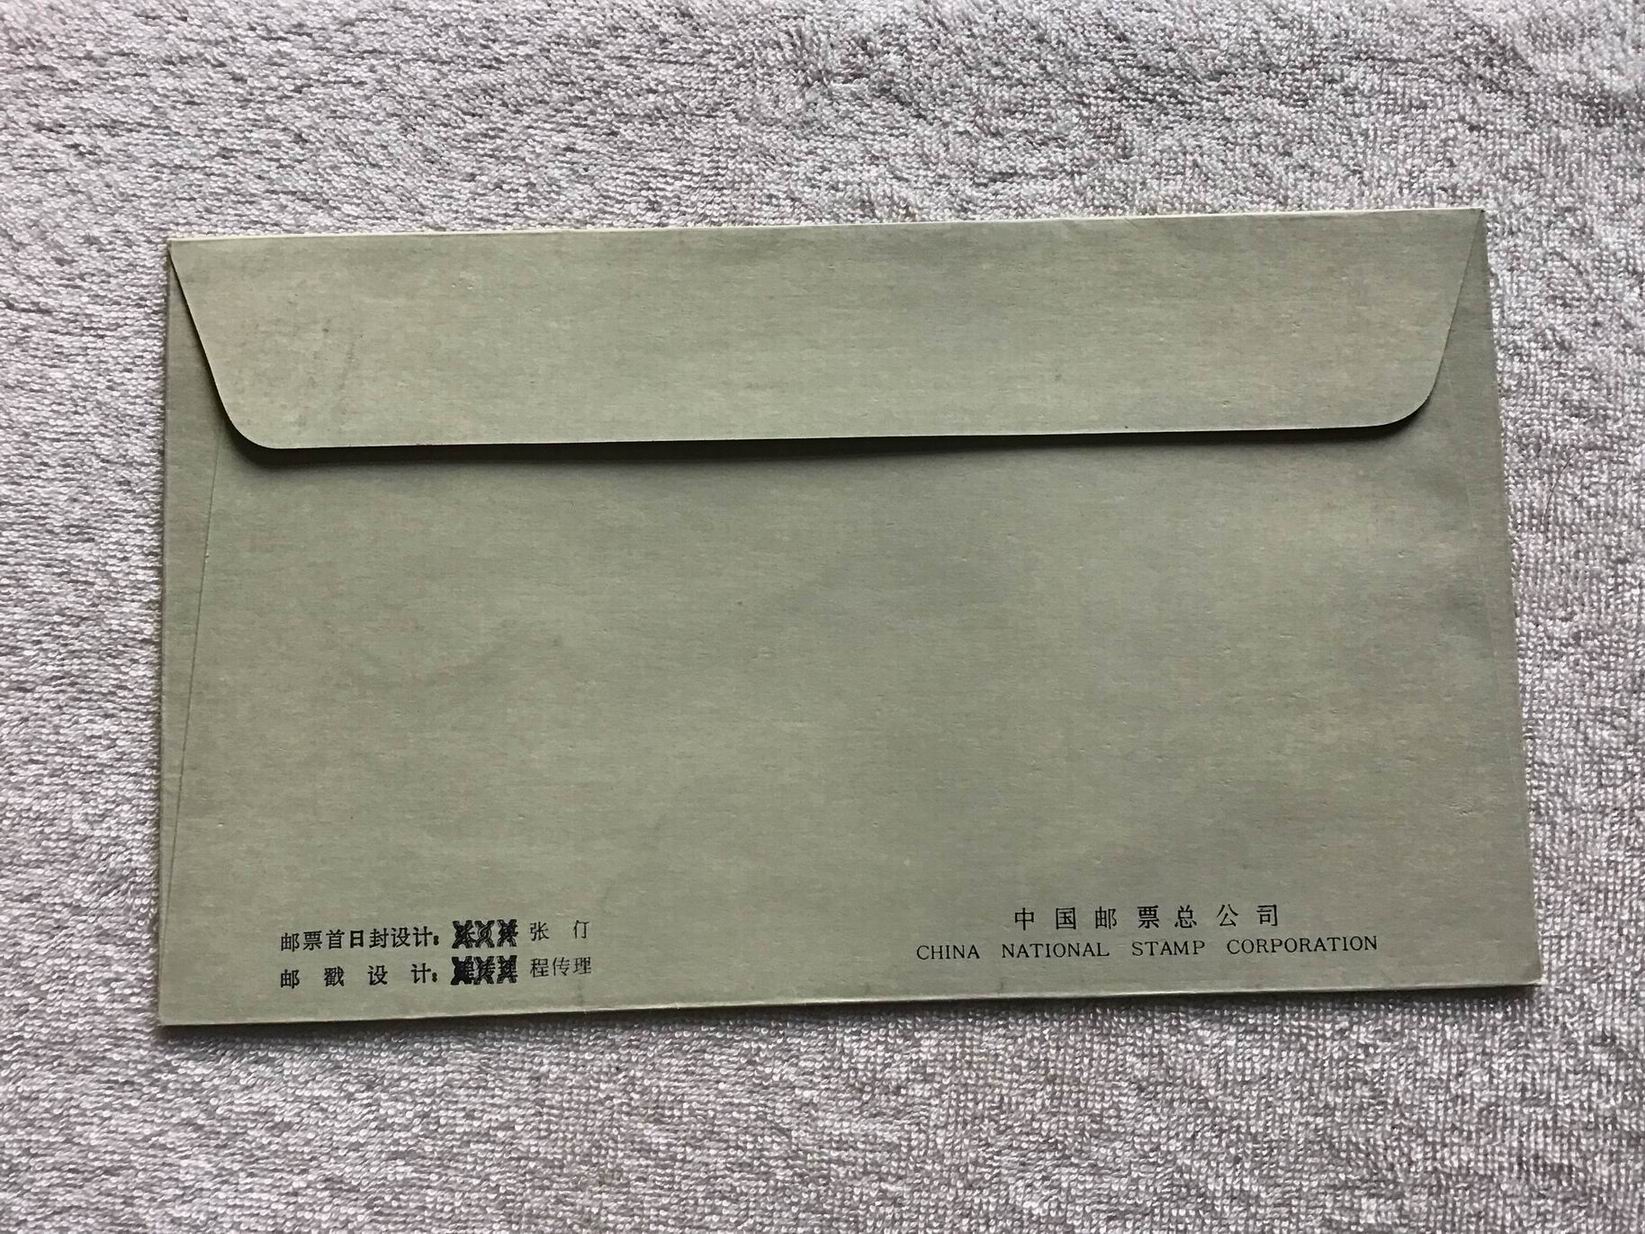 邮票首日封设计: 张 仃
邮 戳 设 计: 程传理
中国邮票总公司
CHINA NATIONAL STAMP CORPORATION